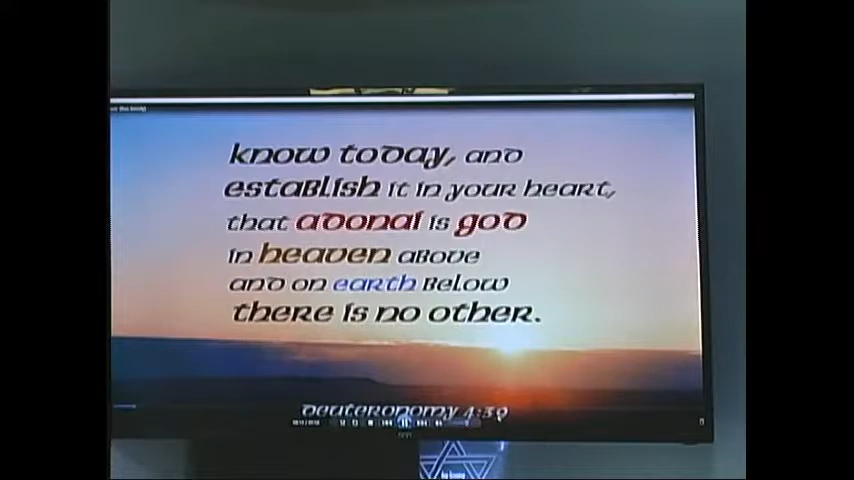 know today, and
establish it in your heart,
that adonai is god
in heaven above
and on earth below
there is no other.
Deuteronomy 4:39